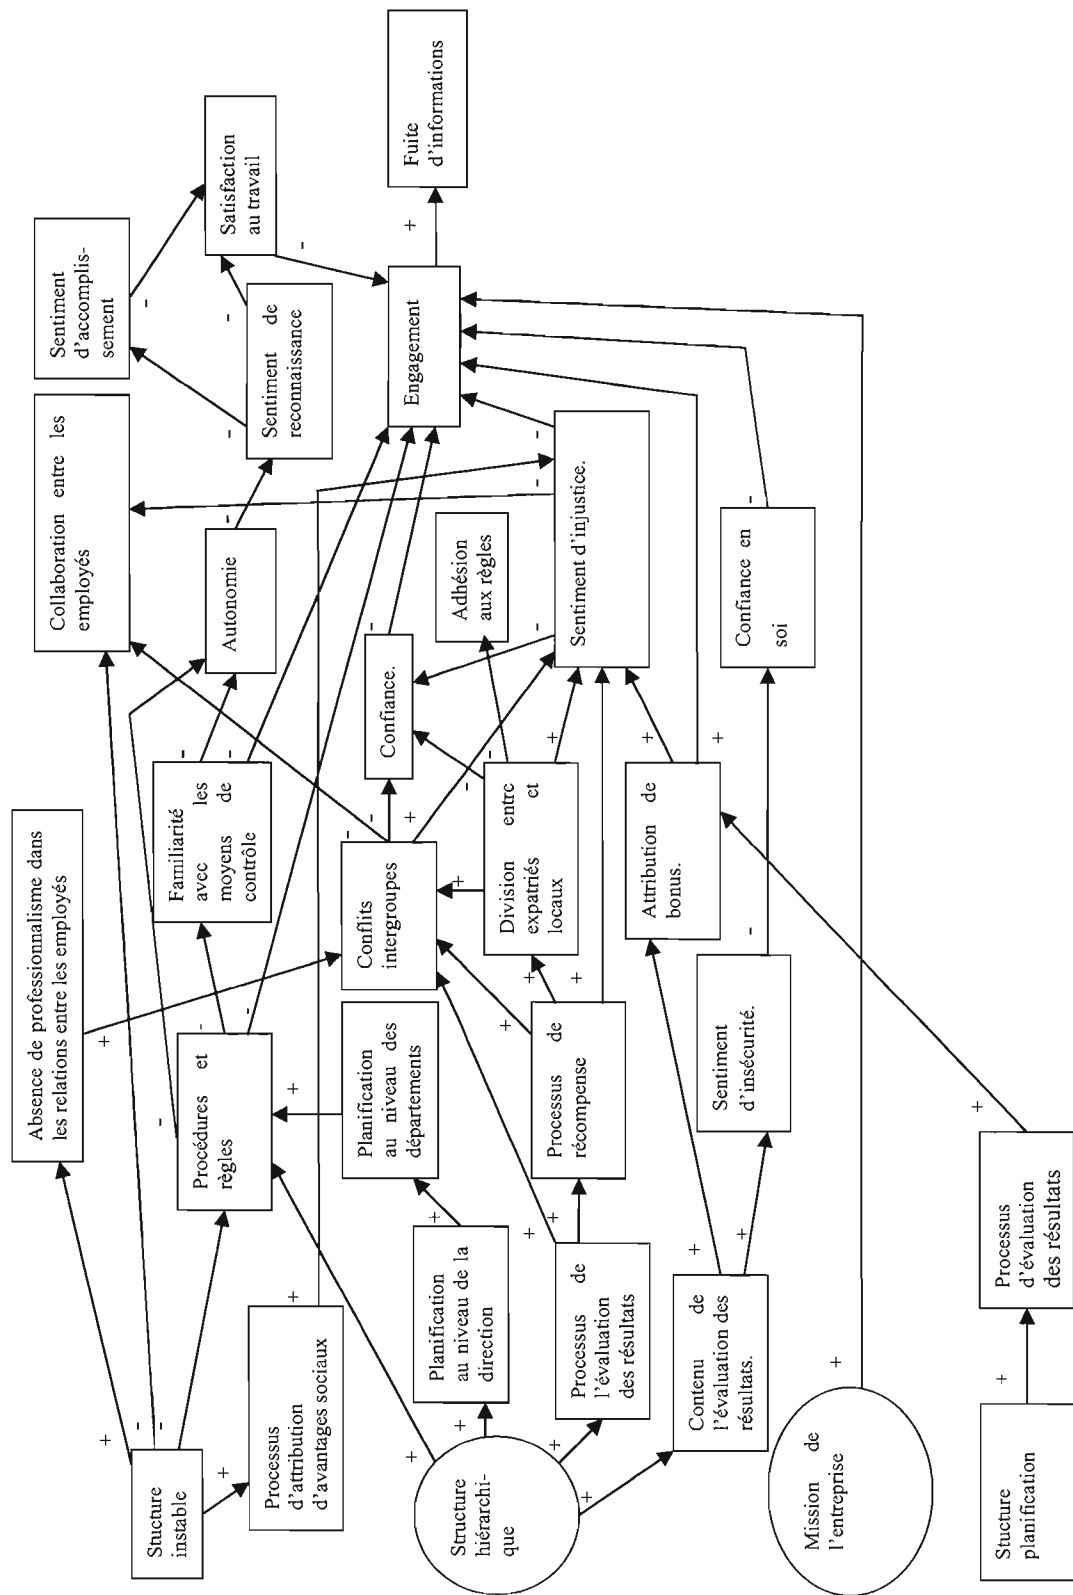 Stucture
instable
Processus
d'attribution
d'avantages sociaux
Structure
hiérarchi-
que
Mission de
l'entreprise
Stucture
planification
Absence de professionnalisme dans
les relations entre les employés
Procédures et
règles
Planification
au niveau des
départements
Planification
au niveau de la
direction
Processus de
l'évaluation
des résultats
Contenu de
l'évaluation des
résultats.
Processus
d'évaluation
des résultats
Familiarité
avec les
moyens de
contrôle
Conflits
intergroupes
Processus de
récompense
Division entre
expatriés et
locaux
Attribution de
bonus.
Sentiment
d'insécurité.
Collaboration entre les
employés
Autonomie
Confiance.
Adhésion
aux règles
Sentiment d'injustice.
Confiance en
soi
Sentiment
d'accomplis-
sement
Sentiment de
reconnaissance
Satisfaction
au travail
Engagement
Fuite
d'informations